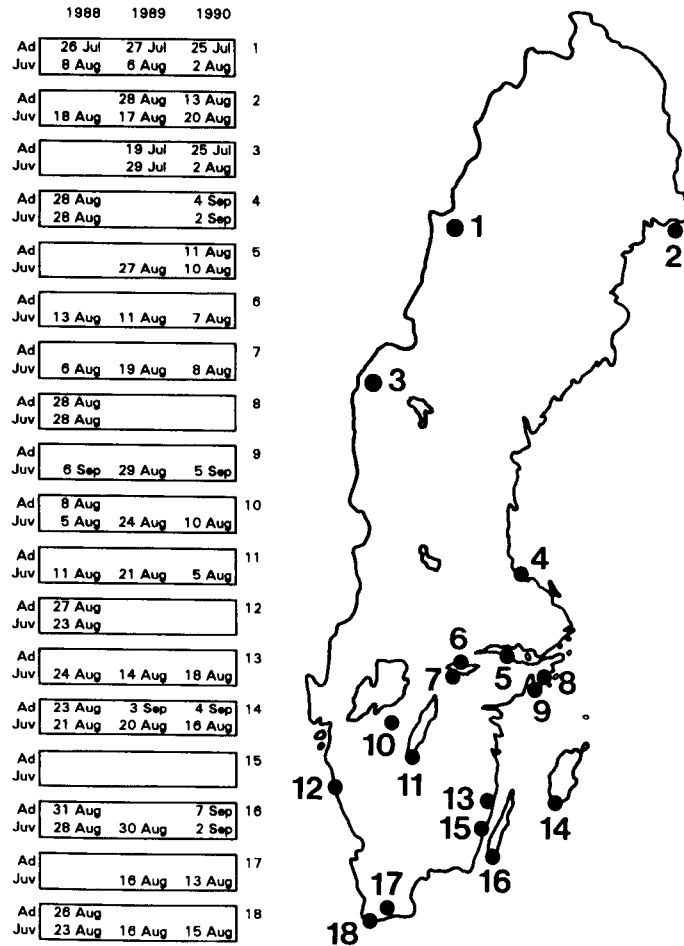 1988 1989 1990
Ad 26 Jul 27 Jul 25 Jul 1
Juv 8 Aug 6 Aug 2 Aug
Ad 28 Aug 13 Aug 2
Juv 18 Aug 17 Aug 20 Aug
Ad 19 Jul 25 Jul 3
Juv 29 Jul 2 Aug
Ad 28 Aug 4 Sep 4
Juv 28 Aug 2 Sep
Ad 11 Aug 5
Juv 27 Aug 10 Aug
Ad 6
Juv 13 Aug 11 Aug 7 Aug
Ad 7
Juv 6 Aug 19 Aug 8 Aug
Ad 28 Aug 8
Juv 28 Aug
Ad 9
Juv 6 Sep 29 Aug 5 Sep
Ad 8 Aug 10
Juv 5 Aug 24 Aug 10 Aug
Ad 11
Juv 11 Aug 21 Aug 5 Aug
Ad 27 Aug 12
Juv 23 Aug
Ad 13
Juv 24 Aug 14 Aug 18 Aug
Ad 23 Aug 3 Sep 4 Sep 14
Juv 21 Aug 20 Aug 16 Aug
Ad 15
Juv
Ad 31 Aug 7 Sep 16
Juv 28 Aug 30 Aug 2 Sep
Ad 17
Juv 16 Aug 13 Aug
Ad 26 Aug 18
Juv 23 Aug 16 Aug 15 Aug
1
2
3
4
6
5
7
8
9
10
11
12
13
14
15
16
17
18